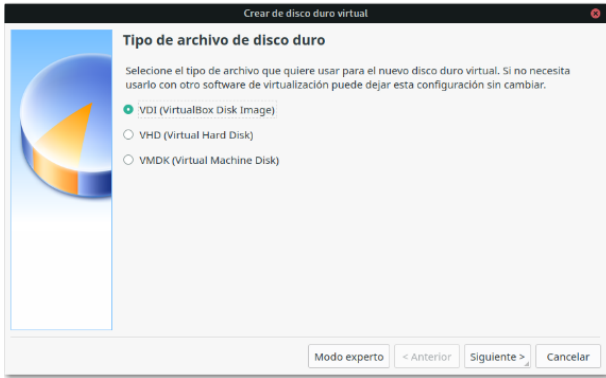 Crear de disco duro virtual
Tipo de archivo de disco duro
Selecione el tipo de archivo que quiere usar para el nuevo disco duro virtual. Si no necesita
usarlo con otro software de virtualización puede dejar esta configuración sin cambiar.
VDI (VirtualBox Disk Image)
VHD (Virtual Hard Disk)
VMDK (Virtual Machine Disk)
Modo experto < Anterior Siguiente > Cancelar